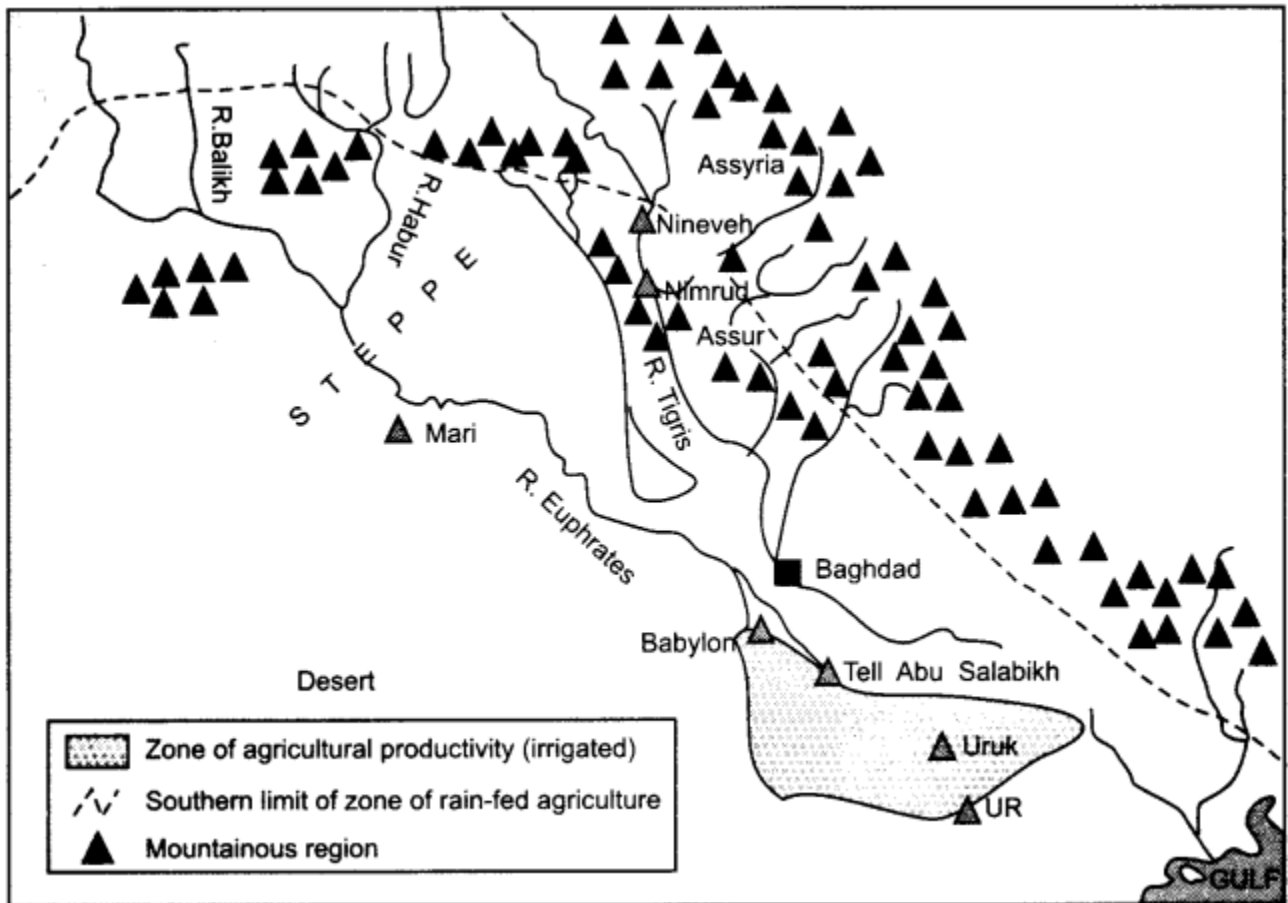 R.Balikh
Assyria
R.Habur
Nineveh
STEPPE
Nimrud
Assur
R. Tigris
Mari
R. Euphrates
Baghdad
Babylon
Tell Abu Salabikh
Desert
Uruk
UR
Zone of agricultural productivity (irrigated)
Southern limit of zone of rain-fed agriculture
Mountainous region
GULF